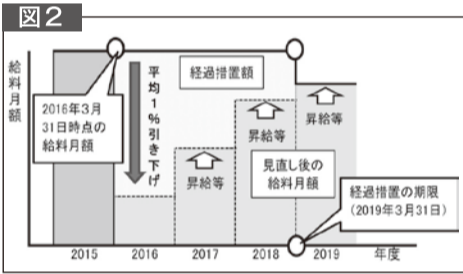 図2
給料月額
2016年3月
31日時点の
給料月額
平均1％引き下げ
経過措置額
昇給等
昇給等
昇給等
見直し後の
給料月額
経過措置の期限
（2019年3月31日）
2015 2016 2017 2018 2019 年度